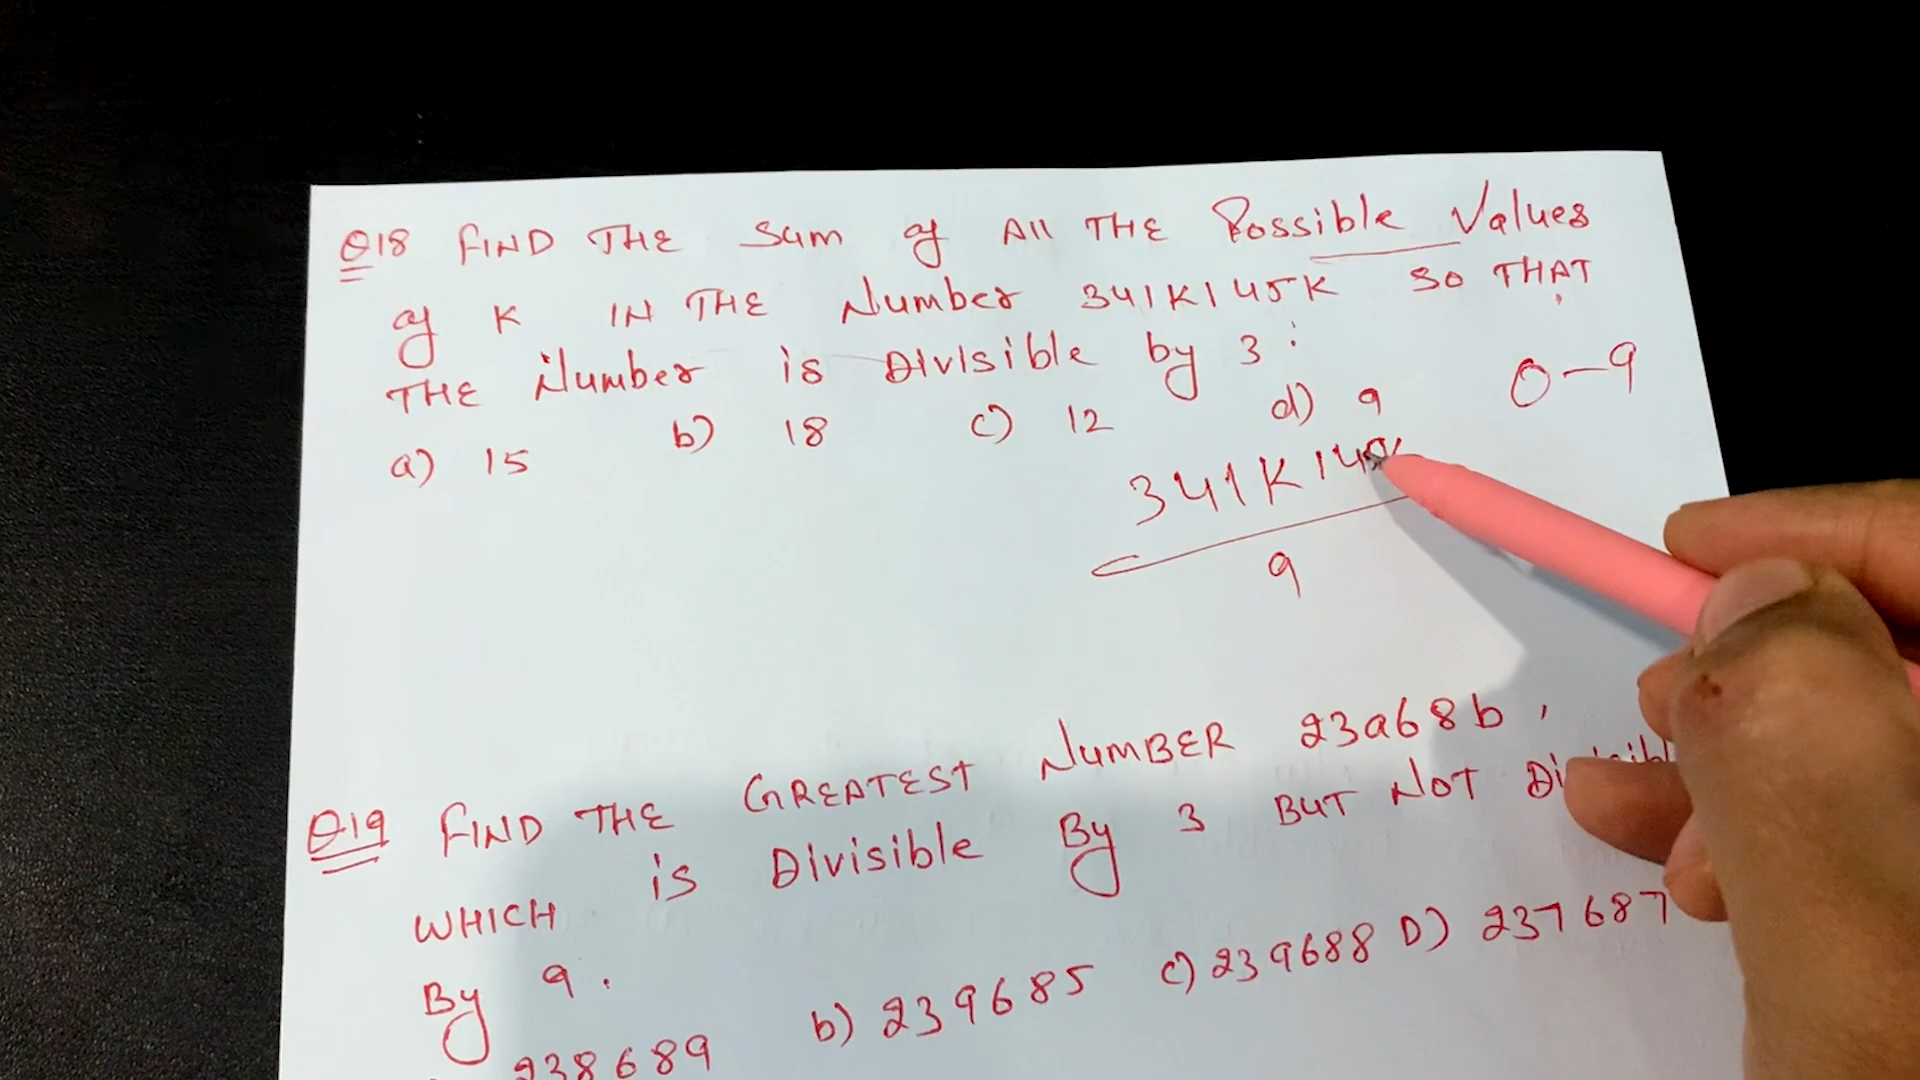 Q18 FIND THE Sum of All THE Possible Values
of K IN THE Number 341K145K SO THAT
THE Number is Divisible by 3:
a) 15 b) 18 c) 12 d) 9
0-9
341K145K
9
Q19 FIND THE GREATEST NUMBER 23a68b,
WHICH is Divisible By 3 BUT NOT
By 9.
238689 b) 239685 c) 239688 D) 237687